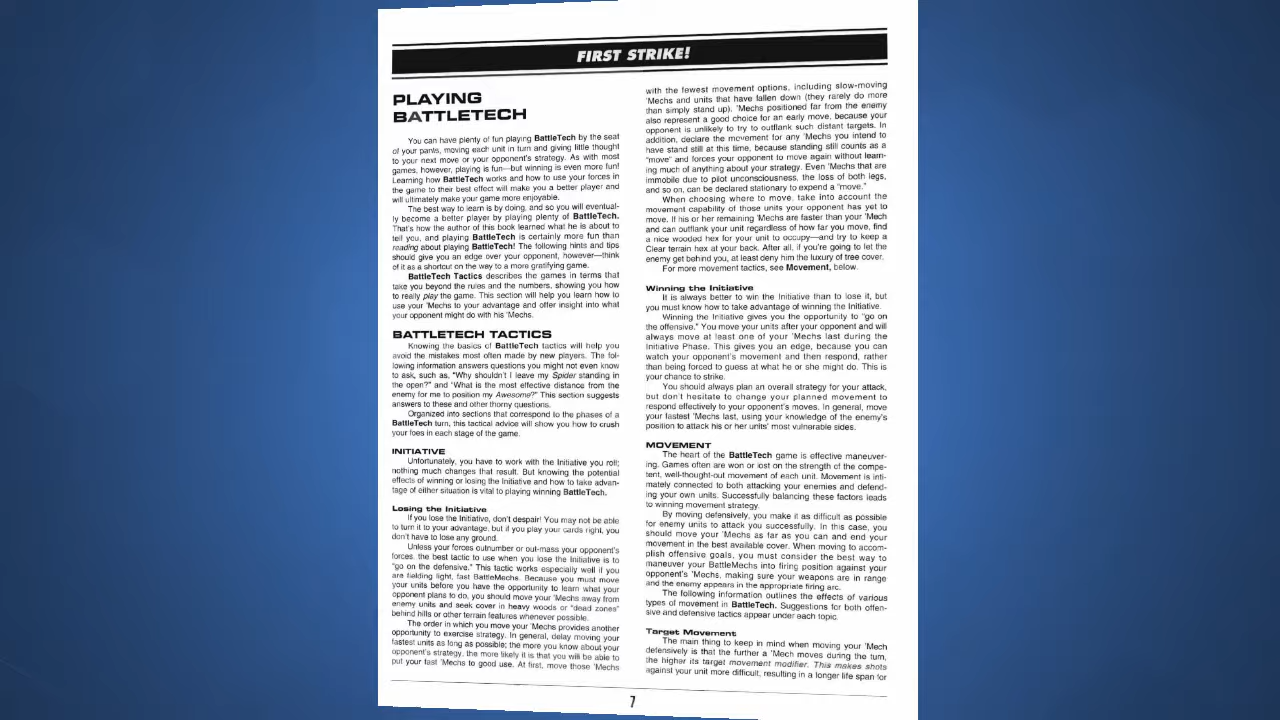 FIRST STRIKE!
PLAYING
BATTLETECH
You can have plenty of fun playing BattleTech by the seat
of your pants, moving each unit in turn and giving little thought
to your next move or your opponent's strategy. As with most
games, however, playing is fun—but winning is even more fun!
Learning how BattleTech works and how to use your forces in
the game to their best effect will make you a better player and
will ultimately make your game more enjoyable.
The best way to learn is by doing, and so you will eventual-
ly become a better player by playing plenty of BattleTech.
That's how the author of this book learned what he is about to
tell you, and playing BattleTech is certainly more fun than
reading about playing BattleTech! The following hints and tips
should give you an edge over your opponent, however—think
of it as a shortcut on the way to a more gratifying game.
BattleTech Tactics describes the games in terms that
take you beyond the rules and the numbers, showing you how
to really play the game. This section will help you learn how to
use your 'Mechs to your advantage and offer insight into what
your opponent might do with his 'Mechs.
BATTLETECH TACTICS
Knowing the basics of BattleTech tactics will help you
avoid the mistakes most often made by new players. The fol-
lowing information answers questions you might not even know
to ask, such as, "Why shouldn't I leave my Spider standing in
the open?" and "What is the most effective distance from the
enemy for me to position my Awesome?" This section suggests
answers to these and other thorny questions.
Organized into sections that correspond to the phases of a
BattleTech turn, this tactical advice will show you how to crush
your foes in each stage of the game.
INITIATIVE
Unfortunately, you have to work with the Initiative you roll;
nothing much changes that result. But knowing the potential
effects of winning or losing the Initiative and how to take advan-
tage of either situation is vital to playing winning BattleTech.
Losing the Initiative
If you lose the Initiative, don't despair! You may not be able
to turn it to your advantage, but if you play your cards right, you
don't have to lose any ground.
Unless your forces outnumber or out-mass your opponent's
forces, the best tactic to use when you lose the Initiative is to
"go on the defensive." This tactic works especially well if you
are fielding light, fast BattleMechs. Because you must move
your units before you have the opportunity to learn what your
opponent plans to do, you should move your 'Mechs away from
enemy units and seek cover in heavy woods or "dead zones"
behind hills or other terrain features whenever possible.
The order in which you move your 'Mechs provides another
opportunity to exercise strategy. In general, delay moving your
fastest units as long as possible; the more you know about your
opponent's strategy, the more likely it is that you will be able to
put your fast 'Mechs to good use. At first, move those 'Mechs
with the fewest movement options, including slow-moving
'Mechs and units that have fallen down (they rarely do more
than simply stand up). 'Mechs positioned far from the enemy
also represent a good choice for an early move, because your
opponent is unlikely to try to outflank such distant targets. In
addition, declare the movement for any 'Mechs you intend to
have stand still at this time, because standing still counts as a
"move" and forces your opponent to move again without learn-
ing much of anything about your strategy. Even 'Mechs that are
immobile due to pilot unconsciousness, the loss of both legs,
and so on, can be declared stationary to expend a "move."
When choosing where to move, take into account the
movement capability of those units your opponent has yet to
move. If his or her remaining 'Mechs are faster than your 'Mech
and can outflank your unit regardless of how far you move, find
a nice wooded hex for your unit to occupy—and try to keep a
Clear terrain hex at your back. After all, if you're going to let the
enemy get behind you, at least deny him the luxury of tree cover.
For more movement tactics, see Movement, below.
Winning the Initiative
It is always better to win the Initiative than to lose it, but
you must know how to take advantage of winning the Initiative.
Winning the Initiative gives you the opportunity to "go on
the offensive." You move your units after your opponent and will
always move at least one of your 'Mechs last during the
Initiative Phase. This gives you an edge, because you can
watch your opponent's movement and then respond, rather
than being forced to guess at what he or she might do. This is
your chance to strike.
You should always plan an overall strategy for your attack,
but don't hesitate to change your planned movement to
respond effectively to your opponent's moves. In general, move
your fastest 'Mechs last, using your knowledge of the enemy's
position to attack his or her units' most vulnerable sides.
MOVEMENT
The heart of the BattleTech game is effective maneuver-
ing. Games often are won or lost on the strength of the compe-
tent, well-thought-out movement of each unit. Movement is inti-
mately connected to both attacking your enemies and defend-
ing your own units. Successfully balancing these factors leads
to winning movement strategy.
By moving defensively, you make it as difficult as possible
for enemy units to attack you successfully. In this case, you
should move your 'Mechs as far as you can and end your
movement in the best available cover. When moving to accom-
plish offensive goals, you must consider the best way to
maneuver your BattleMechs into firing position against your
opponent's 'Mechs, making sure your weapons are in range
and the enemy appears in the appropriate firing arc.
The following information outlines the effects of various
types of movement in BattleTech. Suggestions for both offen-
sive and defensive tactics appear under each topic.
Target Movement
The main thing to keep in mind when moving your 'Mech
defensively is that the further a 'Mech moves during the turn,
the higher its target movement modifier. This makes shots
against your unit more difficult, resulting in a longer life span for
7